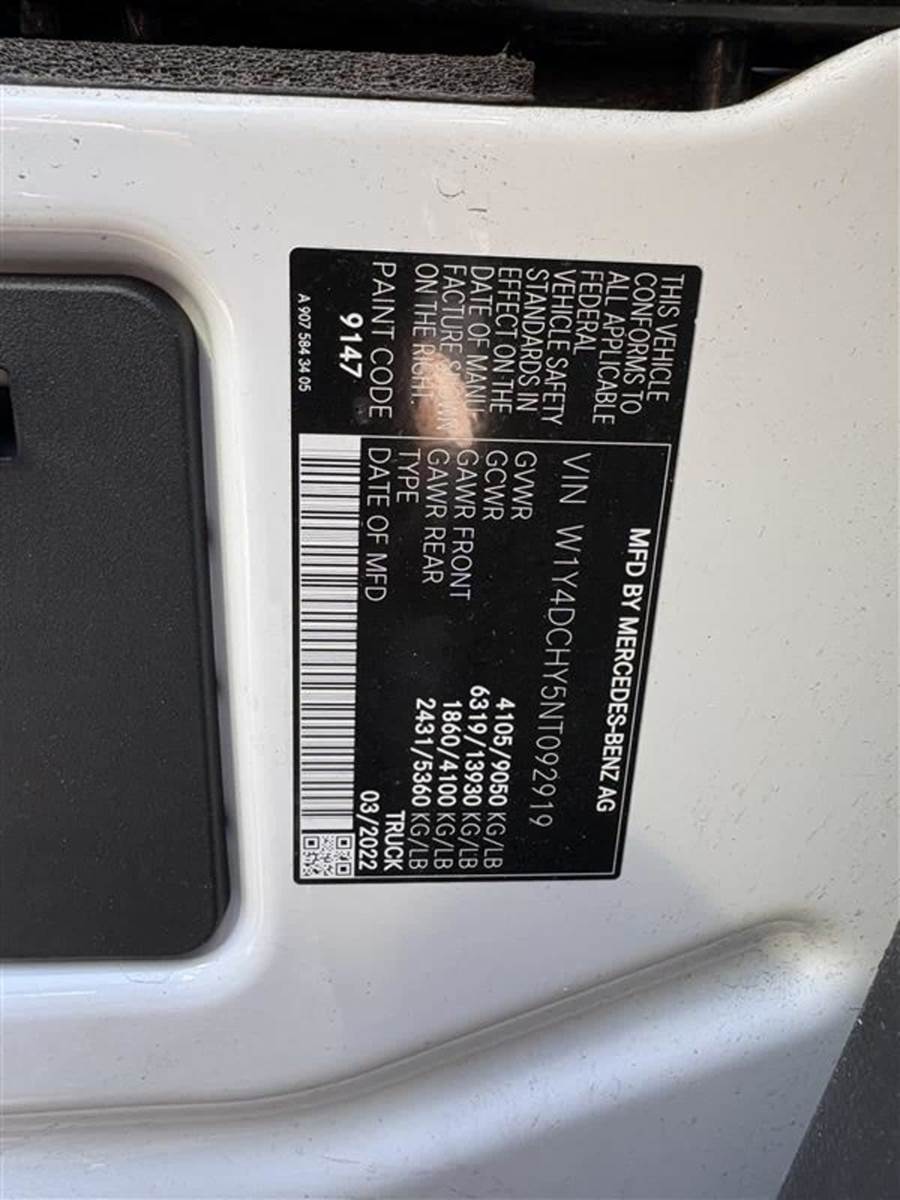 MFD BY MERCEDES-BENZ AG
THIS VEHICLE
CONFORMS TO
ALL APPLICABLE
FEDERAL
VEHICLE SAFETY
STANDARDS IN
EFFECT ON THE
DATE OF MANU-
FACTURE SHOWN
ON THE RIGHT.
PAINT CODE
9147
A 907 584 34 05
VIN W1Y4DCHY5NT092919
GVWR 4105/9050 KG/LB
GCWR 6319/13930 KG/LB
GAWR FRONT 1860/4100 KG/LB
GAWR REAR 2431/5360 KG/LB
TYPE TRUCK
DATE OF MFD 03/2022